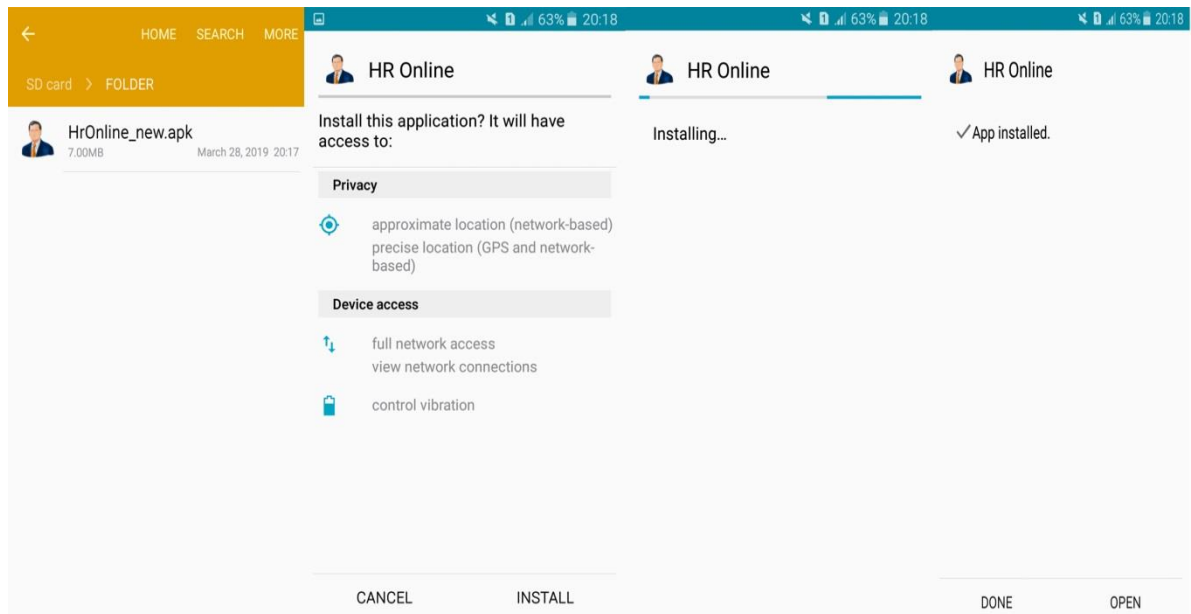 HOME SEARCH MORE
SD card > FOLDER
HrOnline_new.apk
7.00MB March 28, 2019 20:17
63% 20:18
HR Online
Install this application? It will have
access to:
Privacy
approximate location (network-based)
precise location (GPS and network-
based)
Device access
full network access
view network connections
control vibration
CANCEL INSTALL
63% 20:18
HR Online
Installing...
63% 20:18
HR Online
App installed.
DONE OPEN